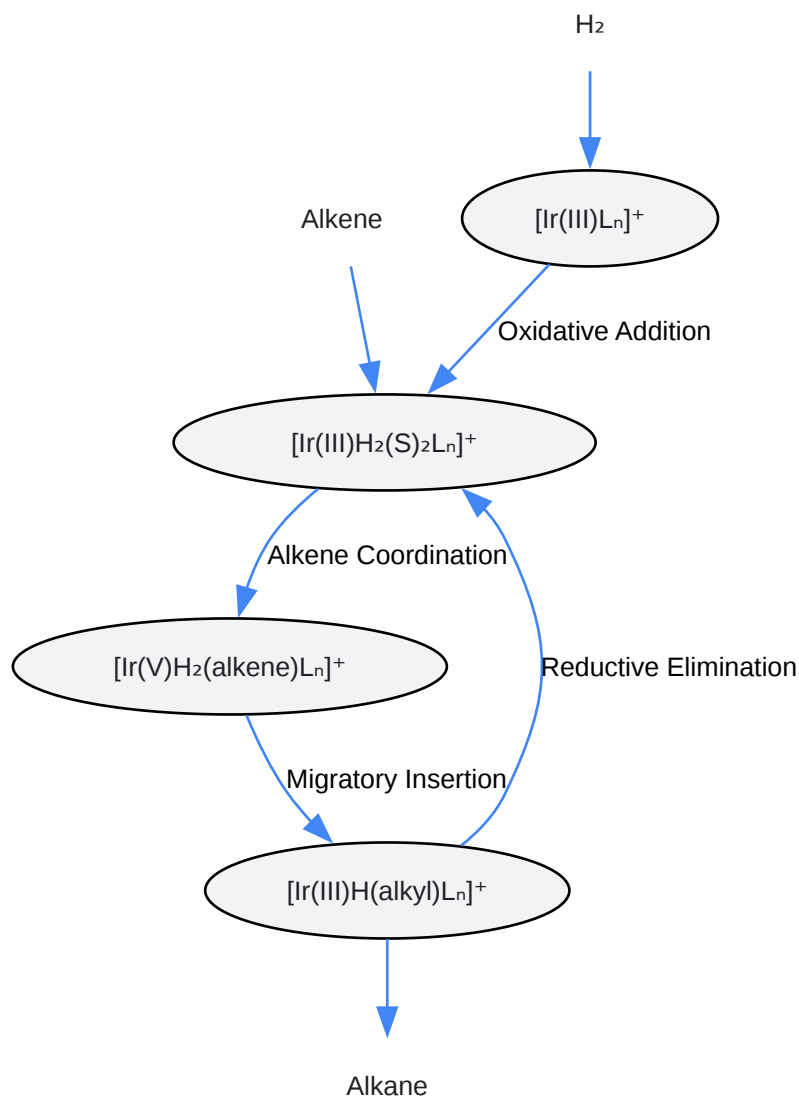 H₂
[Ir(III)Lₙ]⁺
Alkene
Oxidative Addition
[Ir(III)H₂(S)₂Lₙ]⁺
Alkene Coordination
[Ir(V)H₂(alkene)Lₙ]⁺
Reductive Elimination
Migratory Insertion
[Ir(III)H(alkyl)Lₙ]⁺
Alkane